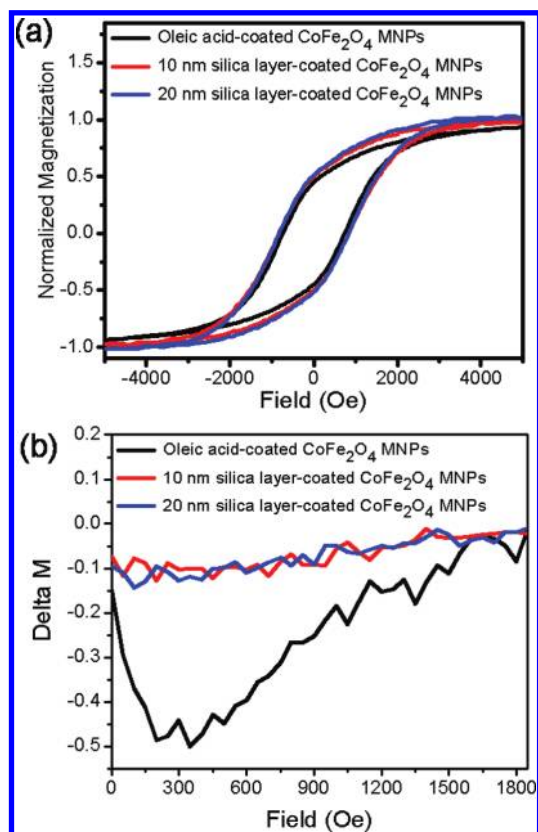 (a)
Oleic acid-coated CoFe₂O₄ MNPs
10 nm silica layer-coated CoFe₂O₄ MNPs
20 nm silica layer-coated CoFe₂O₄ MNPs
Normalized Magnetization
1.0
0.5
0.0
-0.5
-1.0
-4000 -2000 0 2000 4000
Field (Oe)
(b)
Oleic acid-coated CoFe₂O₄ MNPs
10 nm silica layer-coated CoFe₂O₄ MNPs
20 nm silica layer-coated CoFe₂O₄ MNPs
Delta M
0.2
0.1
0.0
-0.1
-0.2
-0.3
-0.4
-0.5
0 300 600 900 1200 1500 1800
Field (Oe)